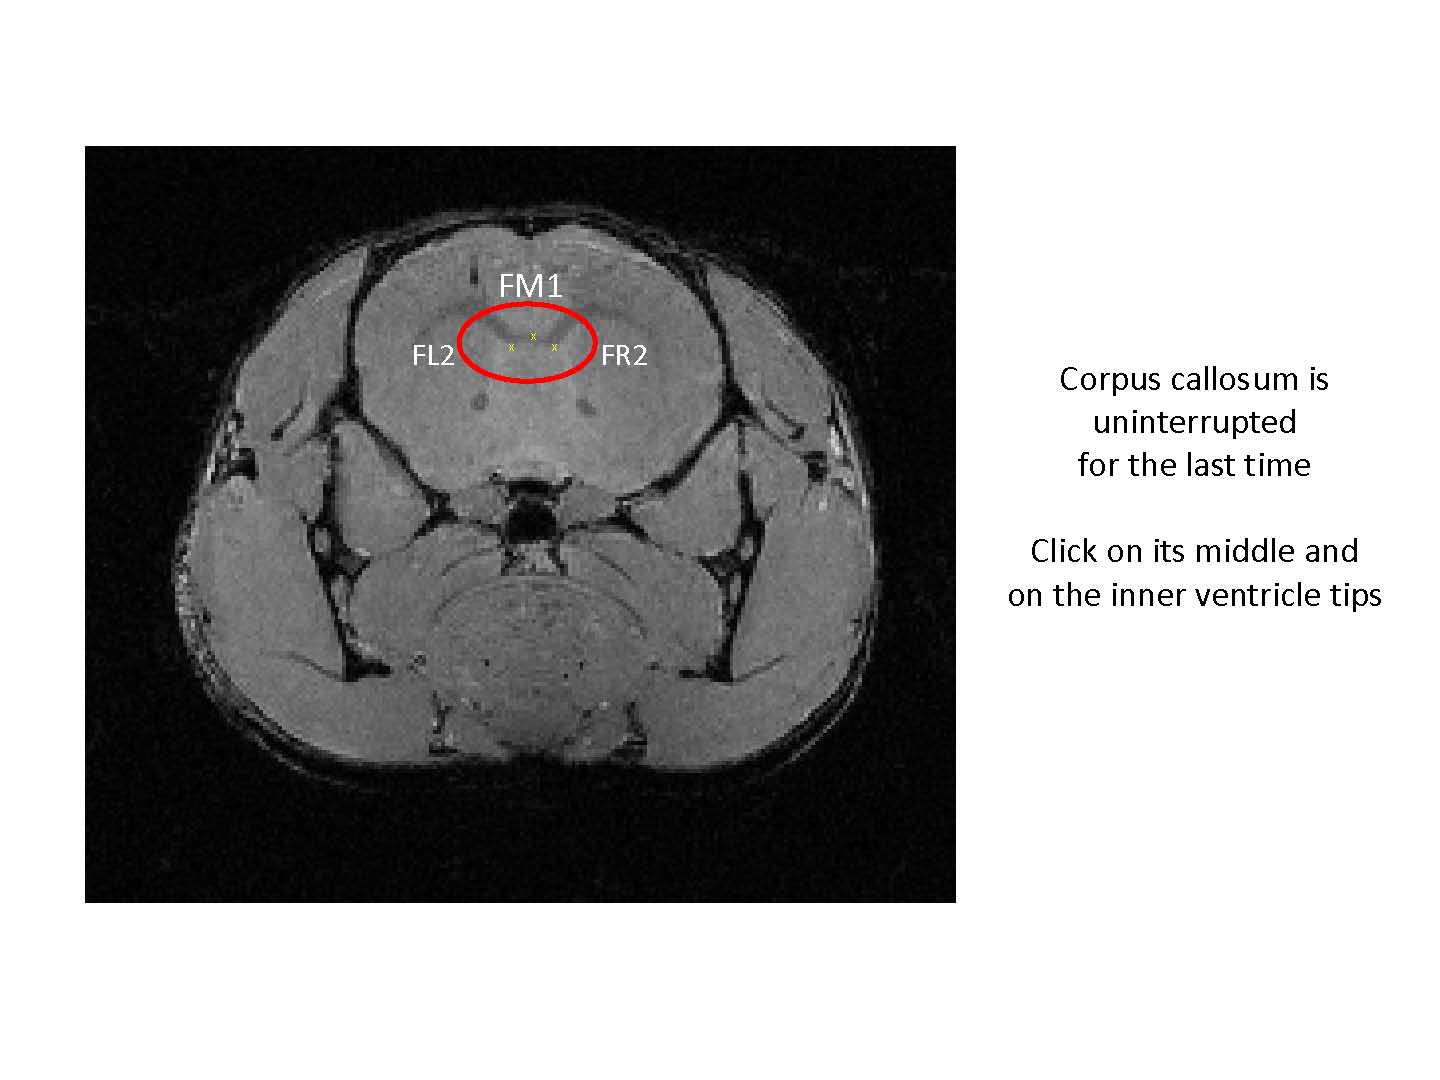 FM1
FL2
FR2
x
x
x
Corpus callosum is
uninterrupted
for the last time
Click on its middle and
on the inner ventricle tips